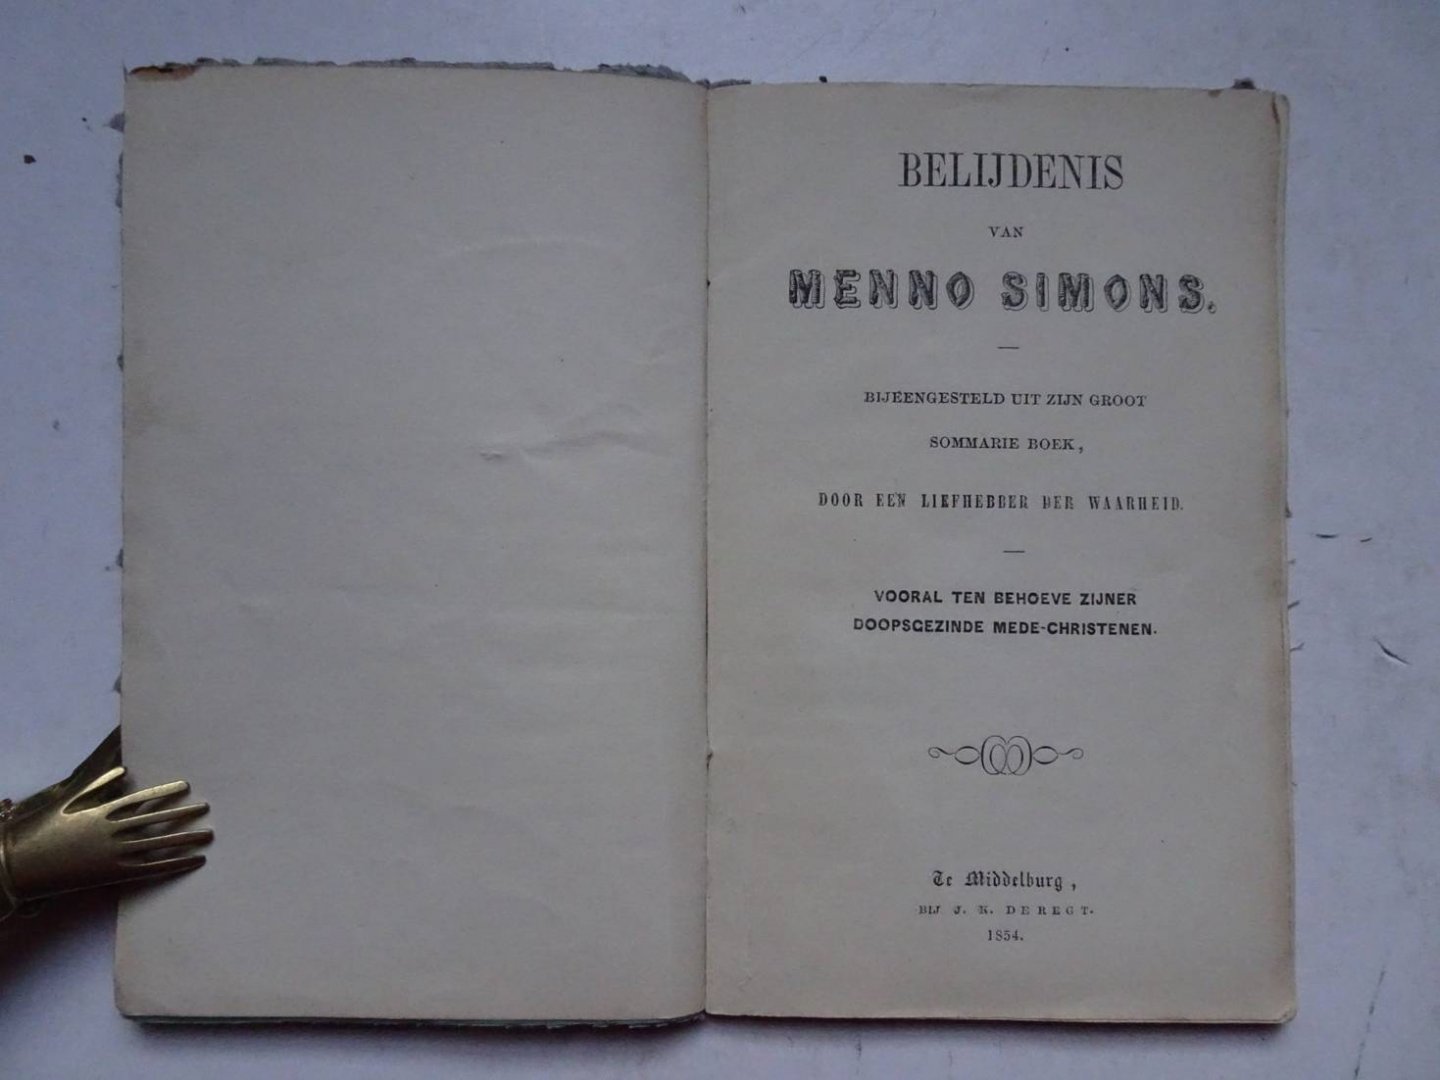 BELIJDENIS
VAN
MENNO SIMONS.
BIJEENGESTELD UIT ZIJN GROOT
SOMMARIE BOEK,
DOOR EEN LIEFHEBBER DER WAARHEID.
VOORAL TEN BEHOEVE ZIJNER
DOOPSGEZINDE MEDE-CHRISTENEN.
Te Middelburg,
BIJ J. K. DE REGT.
1854.